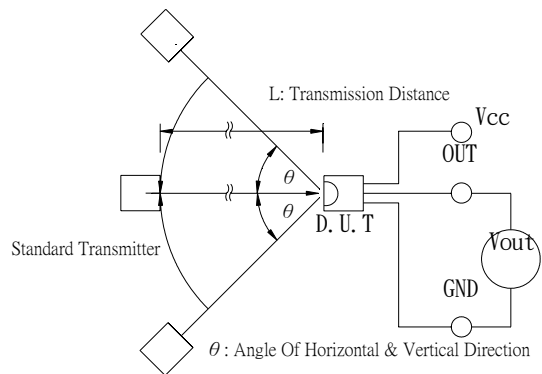 L: Transmission Distance
Vcc
OUT
θ
θ
D.U.T
Standard Transmitter
Vout
GND
θ : Angle Of Horizontal & Vertical Direction